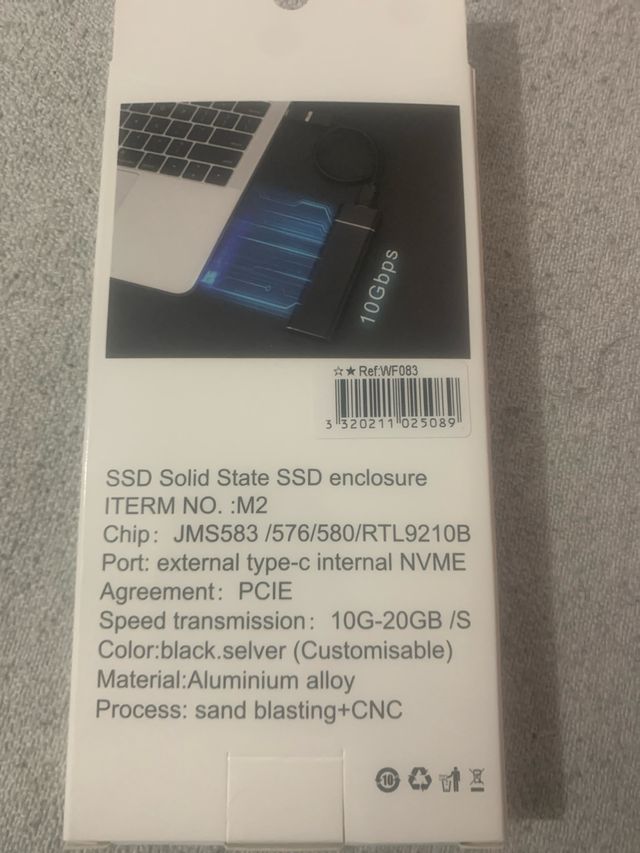 10Gbps
☆★ Ref:WF083
3 320211 025089
SSD Solid State SSD enclosure
ITERM NO. :M2
Chip: JMS583 /576/580/RTL9210B
Port: external type-c internal NVME
Agreement: PCIE
Speed transmission: 10G-20GB /S
Color:black.selver (Customisable)
Material:Aluminium alloy
Process: sand blasting+CNC
10